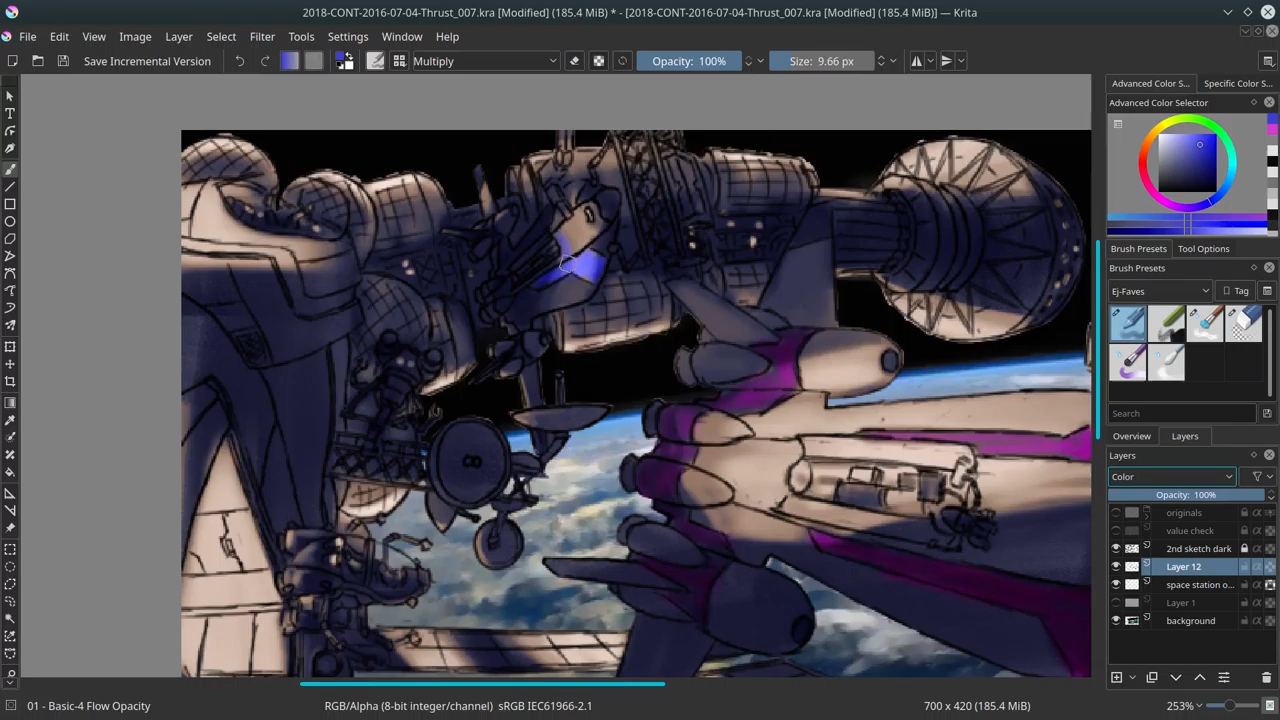 2018-CONT-2016-07-04-Thrust_007.kra [Modified] (185.4 MiB) * - [2018-CONT-2016-07-04-Thrust_007.kra [Modified] (185.4 MiB)] — Krita
File Edit View Image Layer Select Filter Tools Settings Window Help
Save Incremental Version Multiply Opacity: 100% Size: 9.66 px
Advanced Color S... Specific Color S...
Advanced Color Selector
Brush Presets Tool Options
Brush Presets
Ej-Faves Tag
Search
Overview Layers
Layers
Color
Opacity: 100%
originals
value check
2nd sketch dark
Layer 12
space station o...
Layer 1
background
01 - Basic-4 Flow Opacity RGB/Alpha (8-bit integer/channel) sRGB IEC61966-2.1 700 x 420 (185.4 MiB) 253%